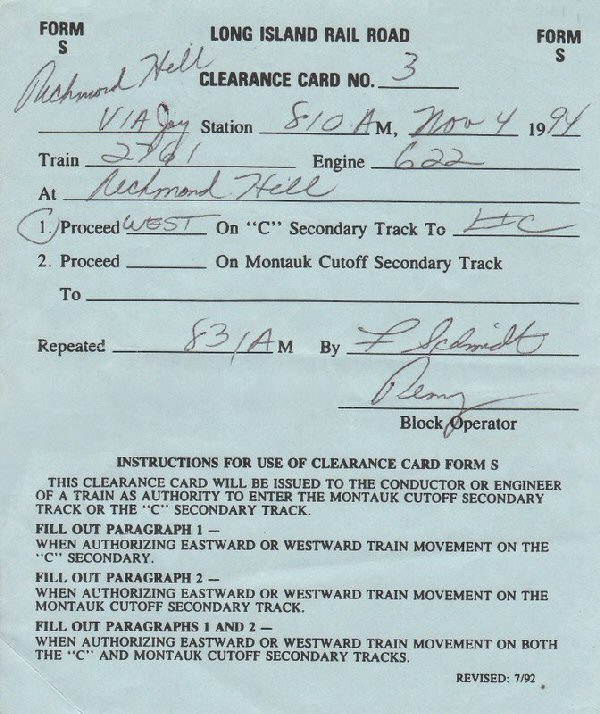 FORM S
LONG ISLAND RAIL ROAD
FORM S
Richmond Hill
CLEARANCE CARD NO. 3
VIA Jay Station 810 AM, Nov 4 1994
Train 2761 Engine 622
At Richmond Hill
1. Proceed WEST On "C" Secondary Track To LIC
2. Proceed On Montauk Cutoff Secondary Track
To
Repeated 831 A M By F Schmidt
Block Operator
INSTRUCTIONS FOR USE OF CLEARANCE CARD FORM S
THIS CLEARANCE CARD WILL BE ISSUED TO THE CONDUCTOR OR ENGINEER
OF A TRAIN AS AUTHORITY TO ENTER THE MONTAUK CUTOFF SECONDARY
TRACK OR THE "C" SECONDARY TRACK.
FILL OUT PARAGRAPH 1 —
WHEN AUTHORIZING EASTWARD OR WESTWARD TRAIN MOVEMENT ON THE
"C" SECONDARY.
FILL OUT PARAGRAPH 2 —
WHEN AUTHORIZING EASTWARD OR WESTWARD TRAIN MOVEMENT ON THE
MONTAUK CUTOFF SECONDARY TRACK.
FILL OUT PARAGRAPHS 1 AND 2 —
WHEN AUTHORIZING EASTWARD OR WESTWARD TRAIN MOVEMENT ON BOTH
THE "C" AND MONTAUK CUTOFF SECONDARY TRACKS.
REVISED: 7/92